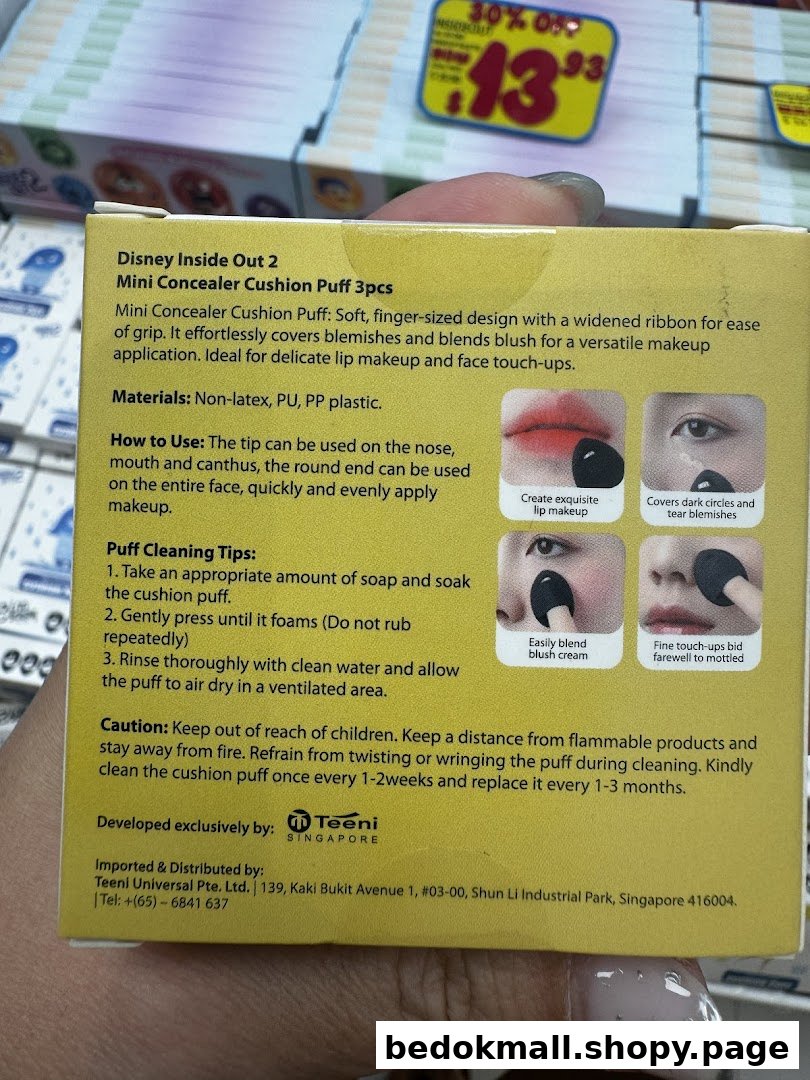 30% OFF
INSIDEOUT
NOW
$13.93
Disney Inside Out 2
Mini Concealer Cushion Puff 3pcs
Mini Concealer Cushion Puff: Soft, finger-sized design with a widened ribbon for ease
of grip. It effortlessly covers blemishes and blends blush for a versatile makeup
application. Ideal for delicate lip makeup and face touch-ups.
Materials: Non-latex, PU, PP plastic.
How to Use: The tip can be used on the nose,
mouth and canthus, the round end can be used
on the entire face, quickly and evenly apply
makeup.
Puff Cleaning Tips:
1. Take an appropriate amount of soap and soak
the cushion puff.
2. Gently press until it foams (Do not rub
repeatedly)
3. Rinse thoroughly with clean water and allow
the puff to air dry in a ventilated area.
Create exquisite
lip makeup
Covers dark circles and
tear blemishes
Easily blend
blush cream
Fine touch-ups bid
farewell to mottled
Caution: Keep out of reach of children. Keep a distance from flammable products and
stay away from fire. Refrain from twisting or wringing the puff during cleaning. Kindly
clean the cushion puff once every 1-2weeks and replace it every 1-3 months.
Developed exclusively by: Teeni
SINGAPORE
Imported & Distributed by:
Teeni Universal Pte. Ltd. | 139, Kaki Bukit Avenue 1, #03-00, Shun Li Industrial Park, Singapore 416004.
| Tel: +(65) – 6841 637
bedokmall.shopy.page